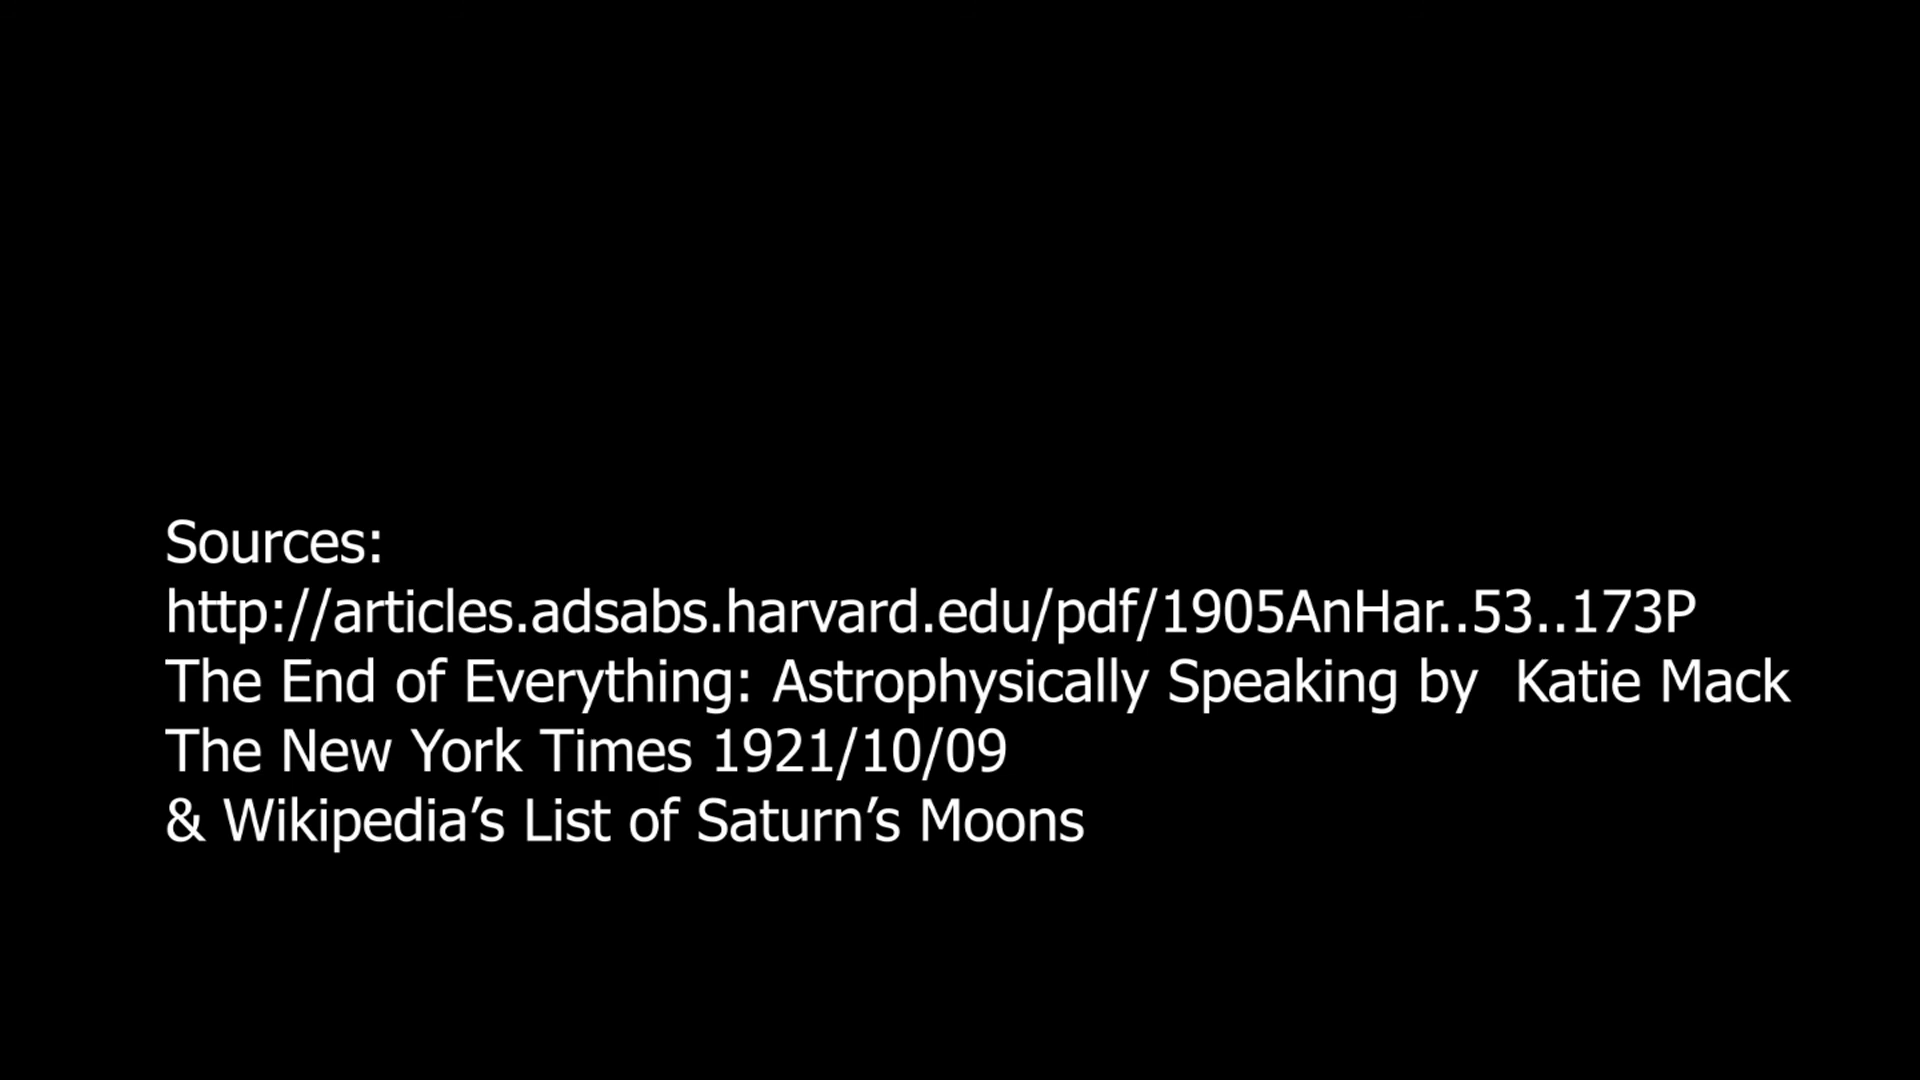 Sources:
http://articles.adsabs.harvard.edu/pdf/1905AnHar..53..173P
The End of Everything: Astrophysically Speaking by  Katie Mack
The New York Times 1921/10/09
& Wikipedia’s List of Saturn’s Moons